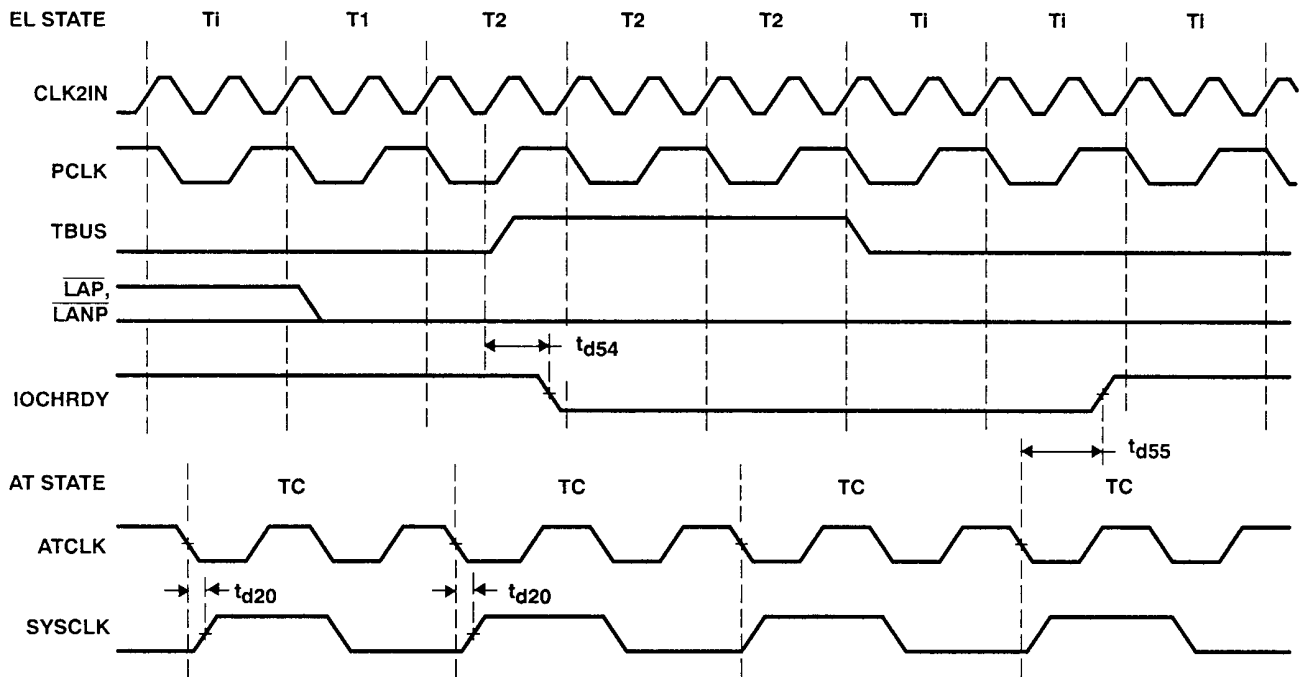 EL STATE Ti T1 T2 T2 T2 Ti Ti Ti
CLK2IN
PCLK
TBUS
LAP,
LANP
td54
IOCHRDY
td55
AT STATE TC TC TC TC
ATCLK
td20 td20
SYSCLK